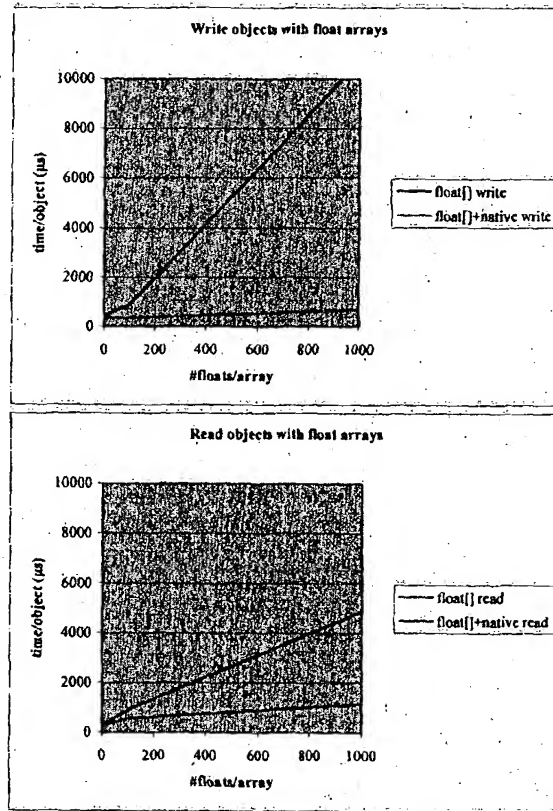 Write objects with float arrays
10000
8000
6000
4000
2000
0
time/object (µs)
0 200 400 600 800 1000
#floats/array
float[] write
float[]+native write
Read objects with float arrays
10000
8000
6000
4000
2000
0
time/object (µs)
0 200 400 600 800 1000
#floats/array
float[] read
float[]+native read